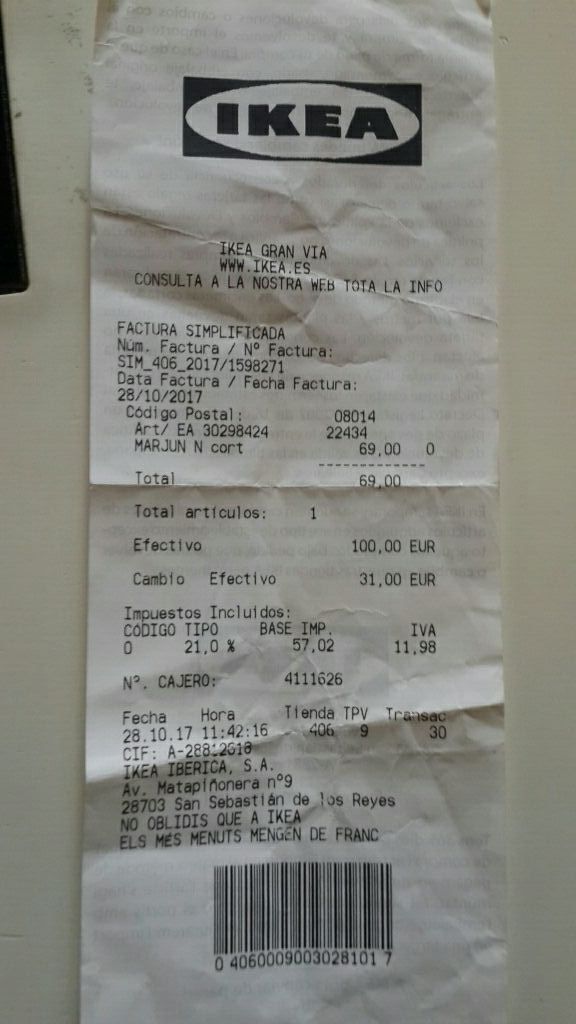 IKEA
IKEA GRAN VIA
WWW.IKEA.ES
CONSULTA A LA NOSTRA WEB TOTA LA INFO
FACTURA SIMPLIFICADA
Núm. Factura / Nº Factura:
SIM_406_2017/1598271
Data Factura / Fecha Factura:
28/10/2017
Código Postal: 08014
Art/ EA 30298424 22434
MARJUN N cort 69,00 0
------------
Total 69,00
Total artículos: 1
Efectivo 100,00 EUR
Cambio Efectivo 31,00 EUR
Impuestos Incluidos:
CODIGO TIPO BASE IMP. IVA
0 21,0 % 57,02 11,98
Nº. CAJERO: 4111626
Fecha Hora Tienda TPV Transac
28.10.17 11:42:16 406 9 30
CIF: A-28812618
IKEA IBERICA, S.A.
Av. Matapiñonera nº9
28703 San Sebastián de los Reyes
NO OBLIDIS QUE A IKEA
ELS MÉS MENUTS MENGEN DE FRANC
0 4060009003028101 7